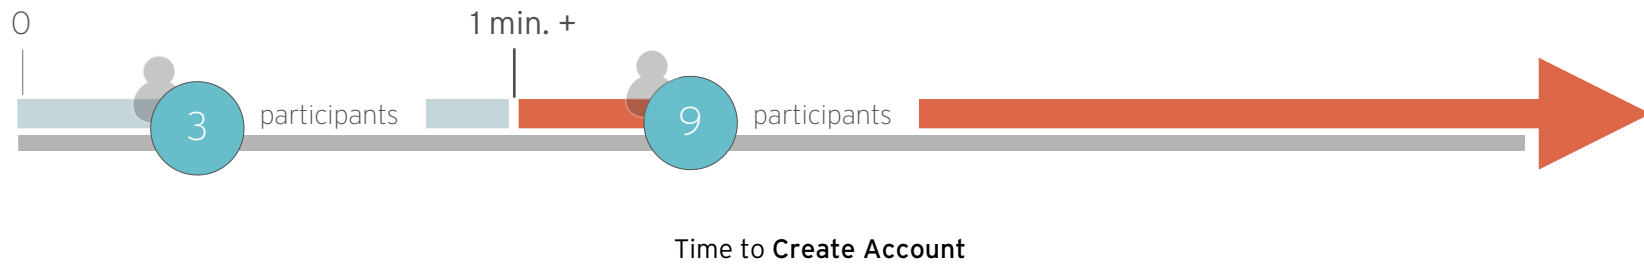 0 1 min. +
3 participants 9 participants
Time to Create Account